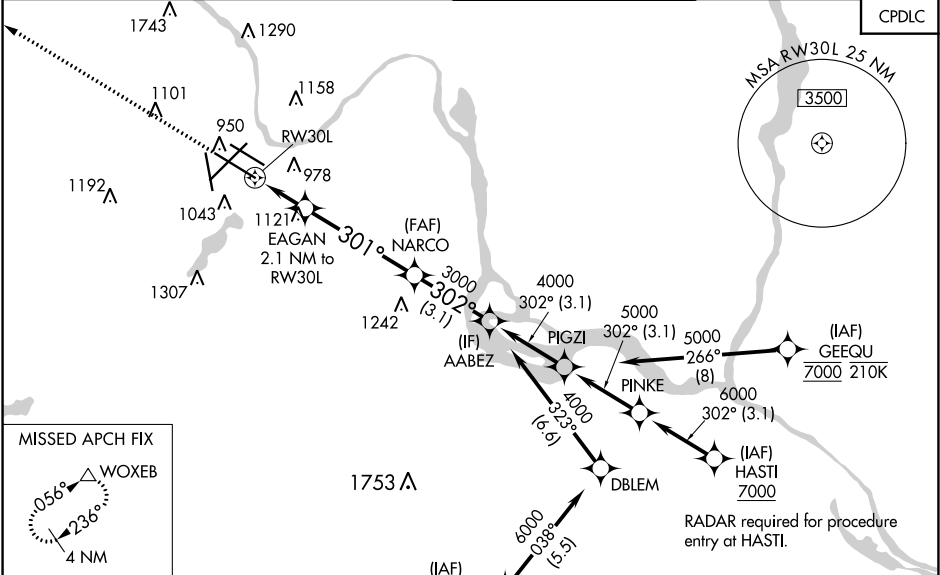 CPDLC
1743
1290
MSA RW30L 25 NM
3500
1158
1101
950
RW30L
978
1192
1043
1121
EAGAN
2.1 NM to
RW30L
301°
(FAF)
NARCO
3000
302°
(3.1)
1307
1242
4000
302° (3.1)
(IF)
AABEZ
PIGZI
5000
302° (3.1)
5000
266°
(8)
(IAF)
GEEQU
7000 210K
PINKE
6000
302° (3.1)
4000
323°
(6.6)
(IAF)
HASTI
7000
DBLEM
RADAR required for procedure
entry at HASTI.
MISSED APCH FIX
WOXEB
056°
236°
4 NM
1753
6000
038°
(5.5)
(IAF)